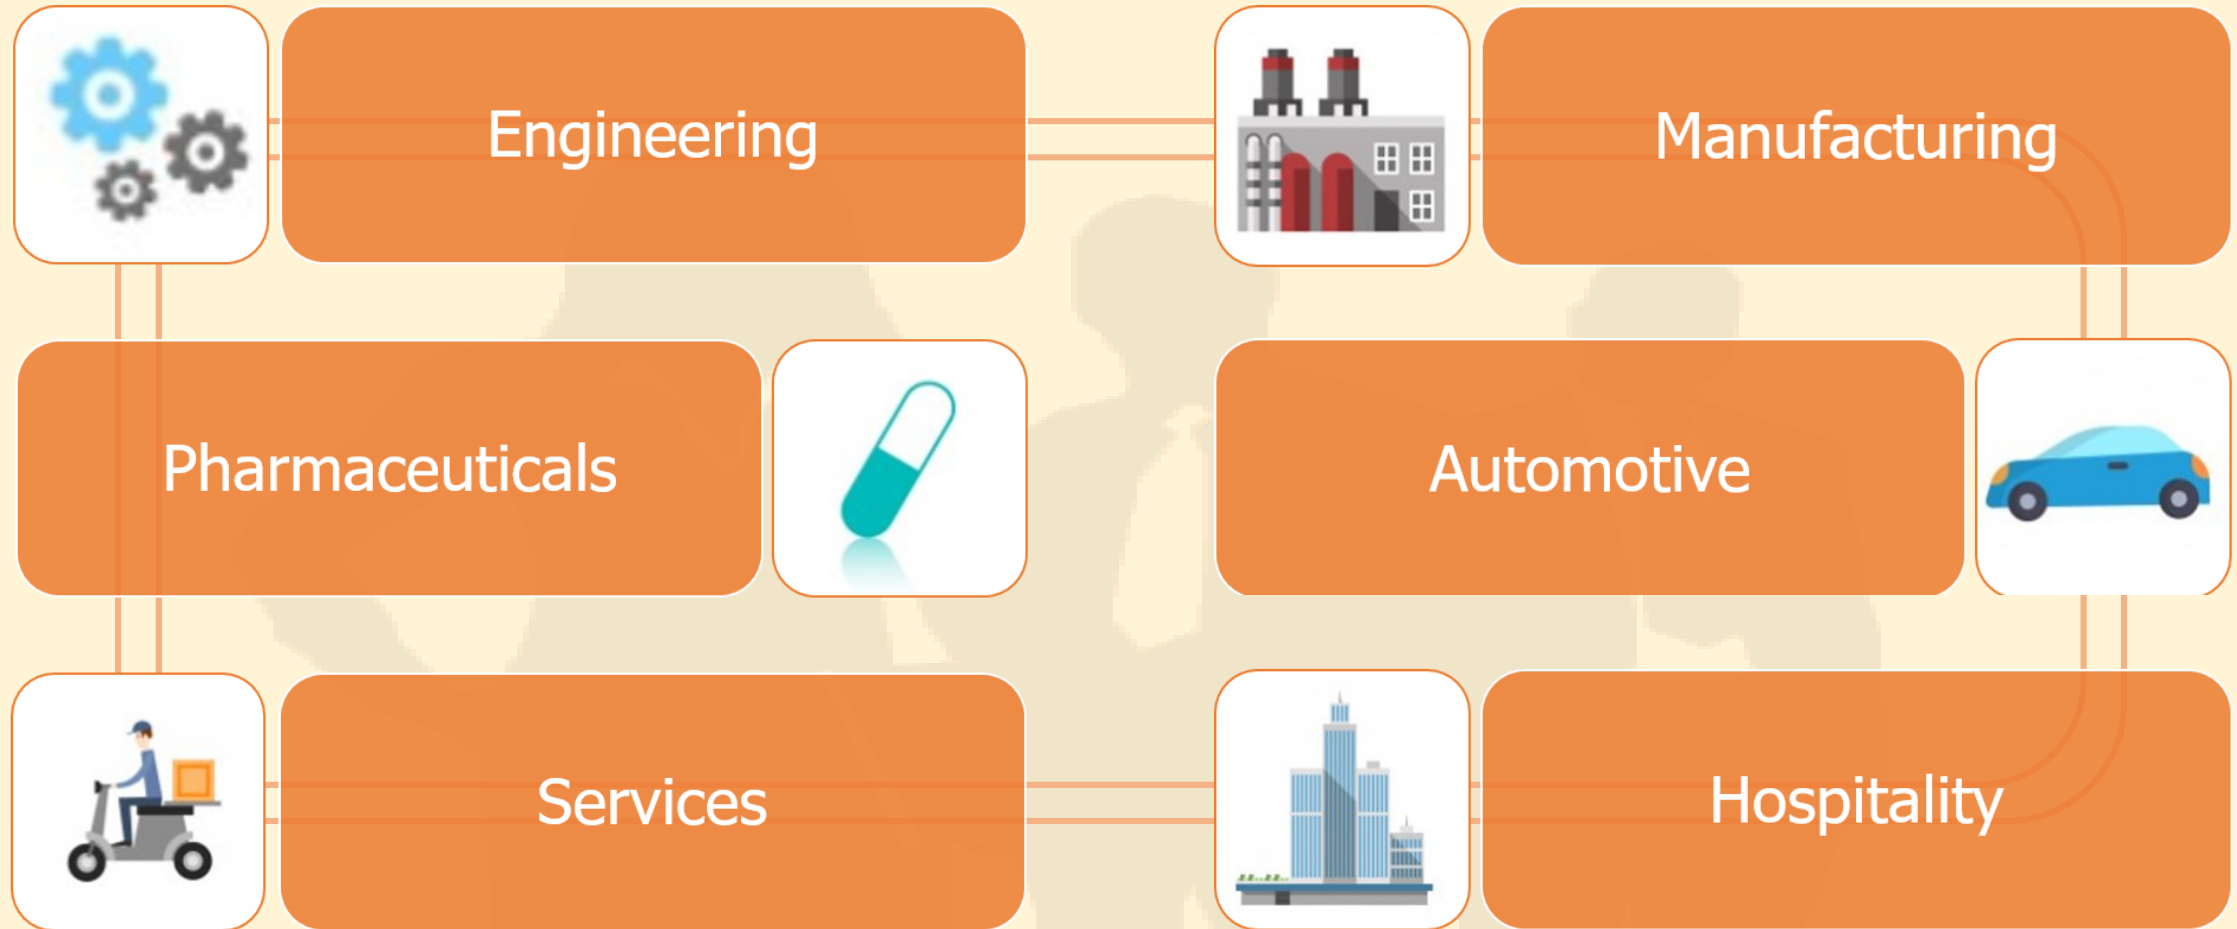 Engineering
Manufacturing
Pharmaceuticals
Automotive
Services
Hospitality